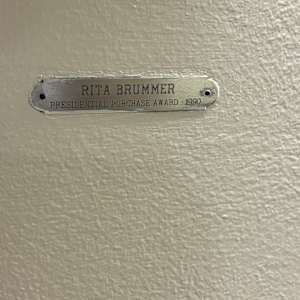 RITA BRUMMER
PRESIDENTIAL PURCHASE AWARD - 1990